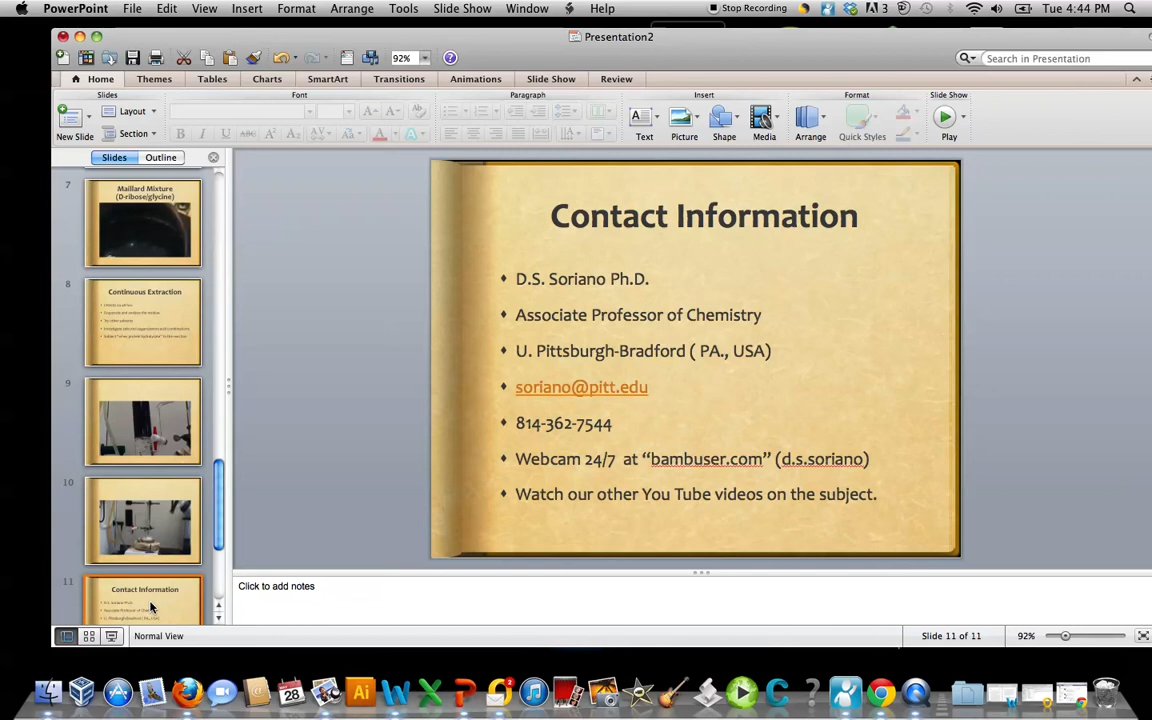 PowerPoint File Edit View Insert Format Arrange Tools Slide Show Window Help Stop Recording 3 Tue 4:44 PM
Presentation2
92% Search in Presentation
Home Themes Tables Charts SmartArt Transitions Animations Slide Show Review
Slides Font Paragraph Insert Format Slide Show
New Slide Layout Section Text Picture Shape Media Arrange Quick Styles Play
Slides Outline
7
Maillard Mixture
(D-ribose/glycine)
8
Continuous Extraction
9
10
11
Contact Information
Contact Information
D.S. Soriano Ph.D.
Associate Professor of Chemistry
U. Pittsburgh-Bradford ( PA., USA)
soriano@pitt.edu
814-362-7544
Webcam 24/7 at “bambuser.com” (d.s.soriano)
Watch our other You Tube videos on the subject.
Click to add notes
Normal View Slide 11 of 11 92%
28 Ai 2